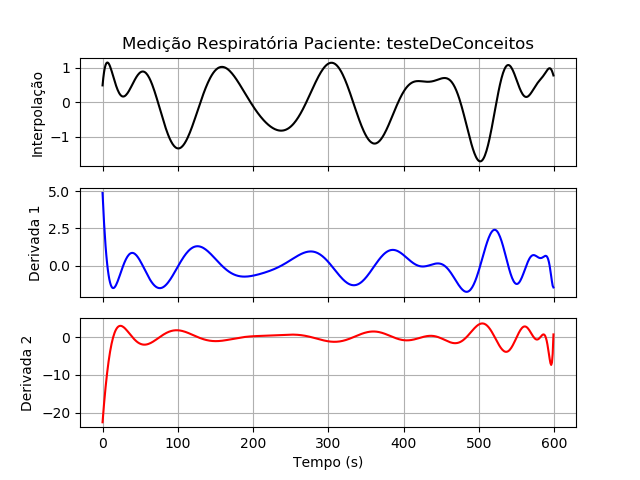 Medição Respiratória Paciente: testeDeConceitos
Interpolação
1
0
−1
Derivada 1
5.0
2.5
0.0
Derivada 2
0
−10
−20
0 100 200 300 400 500 600
Tempo (s)